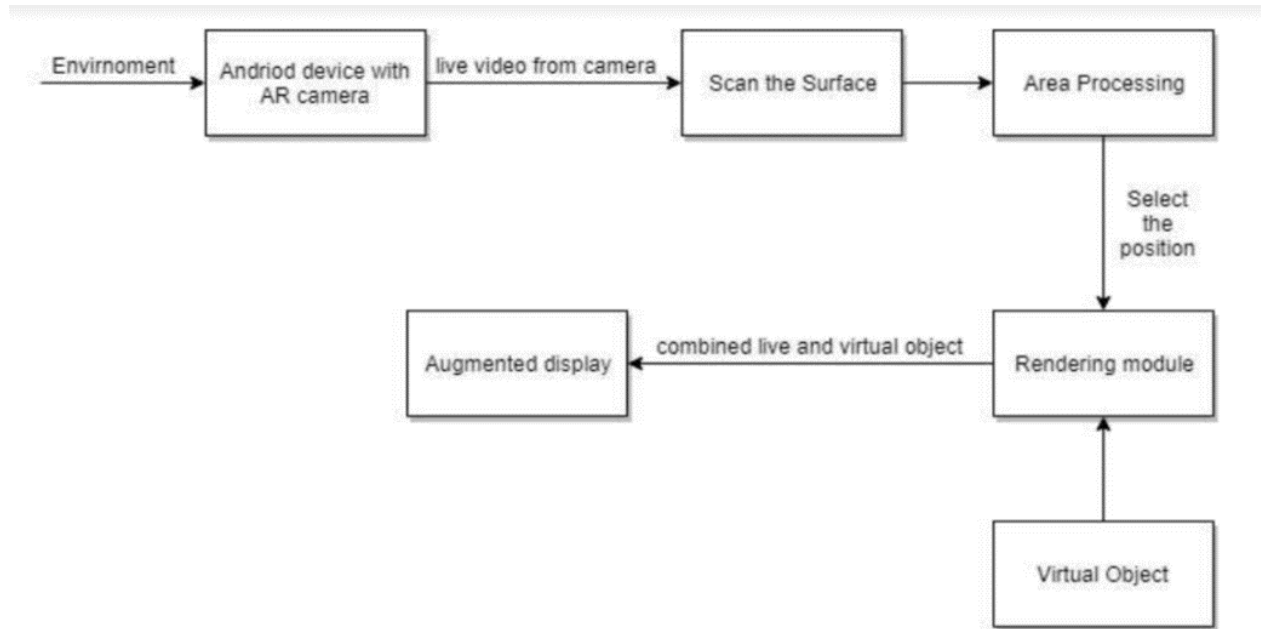 Envirnoment
Andriod device with
AR camera
live video from camera
Scan the Surface
Area Processing
Select
the
position
Rendering module
combined live and virtual object
Augmented display
Virtual Object